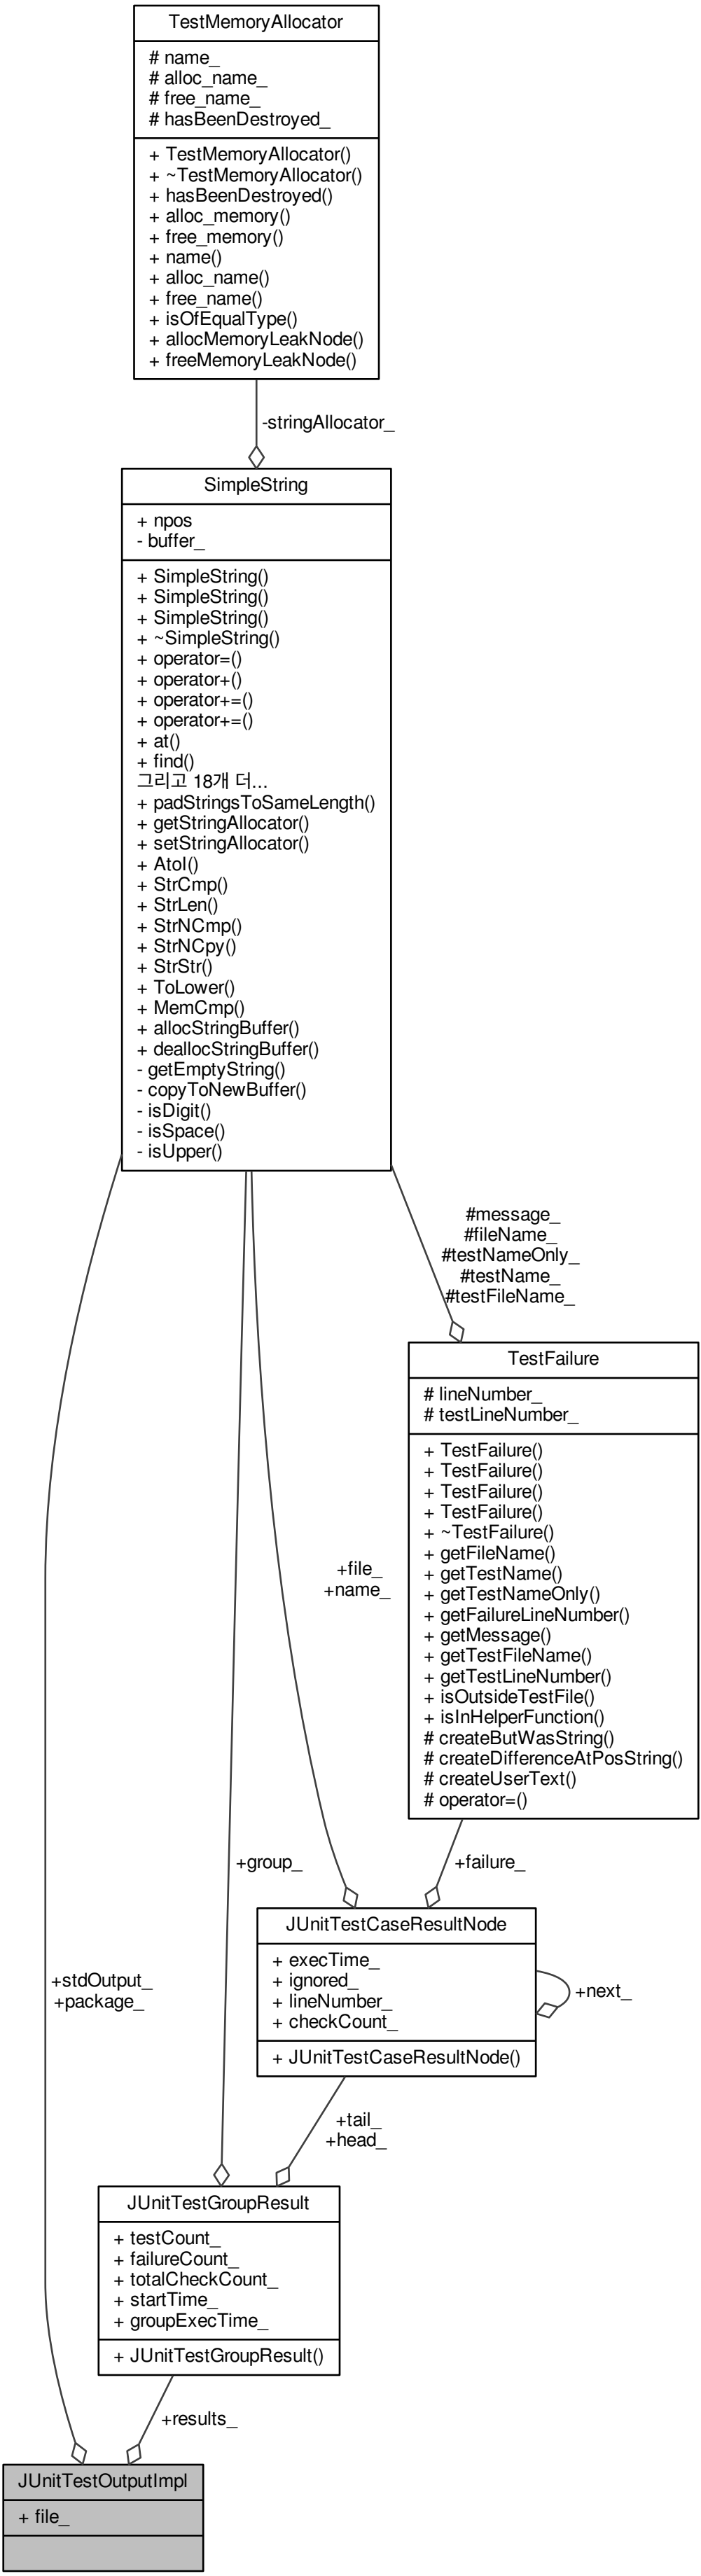 TestMemoryAllocator
# name_
# alloc_name_
# free_name_
# hasBeenDestroyed_
+ TestMemoryAllocator()
+ ~TestMemoryAllocator()
+ hasBeenDestroyed()
+ alloc_memory()
+ free_memory()
+ name()
+ alloc_name()
+ free_name()
+ isOfEqualType()
+ allocMemoryLeakNode()
+ freeMemoryLeakNode()
-stringAllocator_
SimpleString
+ npos
- buffer_
+ SimpleString()
+ SimpleString()
+ SimpleString()
+ ~SimpleString()
+ operator=()
+ operator+()
+ operator+=()
+ operator+=()
+ at()
+ find()
그리고 18개 더...
+ padStringsToSameLength()
+ getStringAllocator()
+ setStringAllocator()
+ AtoI()
+ StrCmp()
+ StrLen()
+ StrNCmp()
+ StrNCpy()
+ StrStr()
+ ToLower()
+ MemCmp()
+ allocStringBuffer()
+ deallocStringBuffer()
- getEmptyString()
- copyToNewBuffer()
- isDigit()
- isSpace()
- isUpper()
#message_
#fileName_
#testNameOnly_
#testName_
#testFileName_
TestFailure
# lineNumber_
# testLineNumber_
+ TestFailure()
+ TestFailure()
+ TestFailure()
+ TestFailure()
+ ~TestFailure()
+ getFileName()
+ getTestName()
+ getTestNameOnly()
+ getFailureLineNumber()
+ getMessage()
+ getTestFileName()
+ getTestLineNumber()
+ isOutsideTestFile()
+ isInHelperFunction()
# createButWasString()
# createDifferenceAtPosString()
# createUserText()
# operator=()
+file_
+name_
+group_
+failure_
JUnitTestCaseResultNode
+ execTime_
+ ignored_
+ lineNumber_
+ checkCount_
+ JUnitTestCaseResultNode()
+next_
+stdOutput_
+package_
+tail_
+head_
JUnitTestGroupResult
+ testCount_
+ failureCount_
+ totalCheckCount_
+ startTime_
+ groupExecTime_
+ JUnitTestGroupResult()
+results_
JUnitTestOutputImpl
+ file_